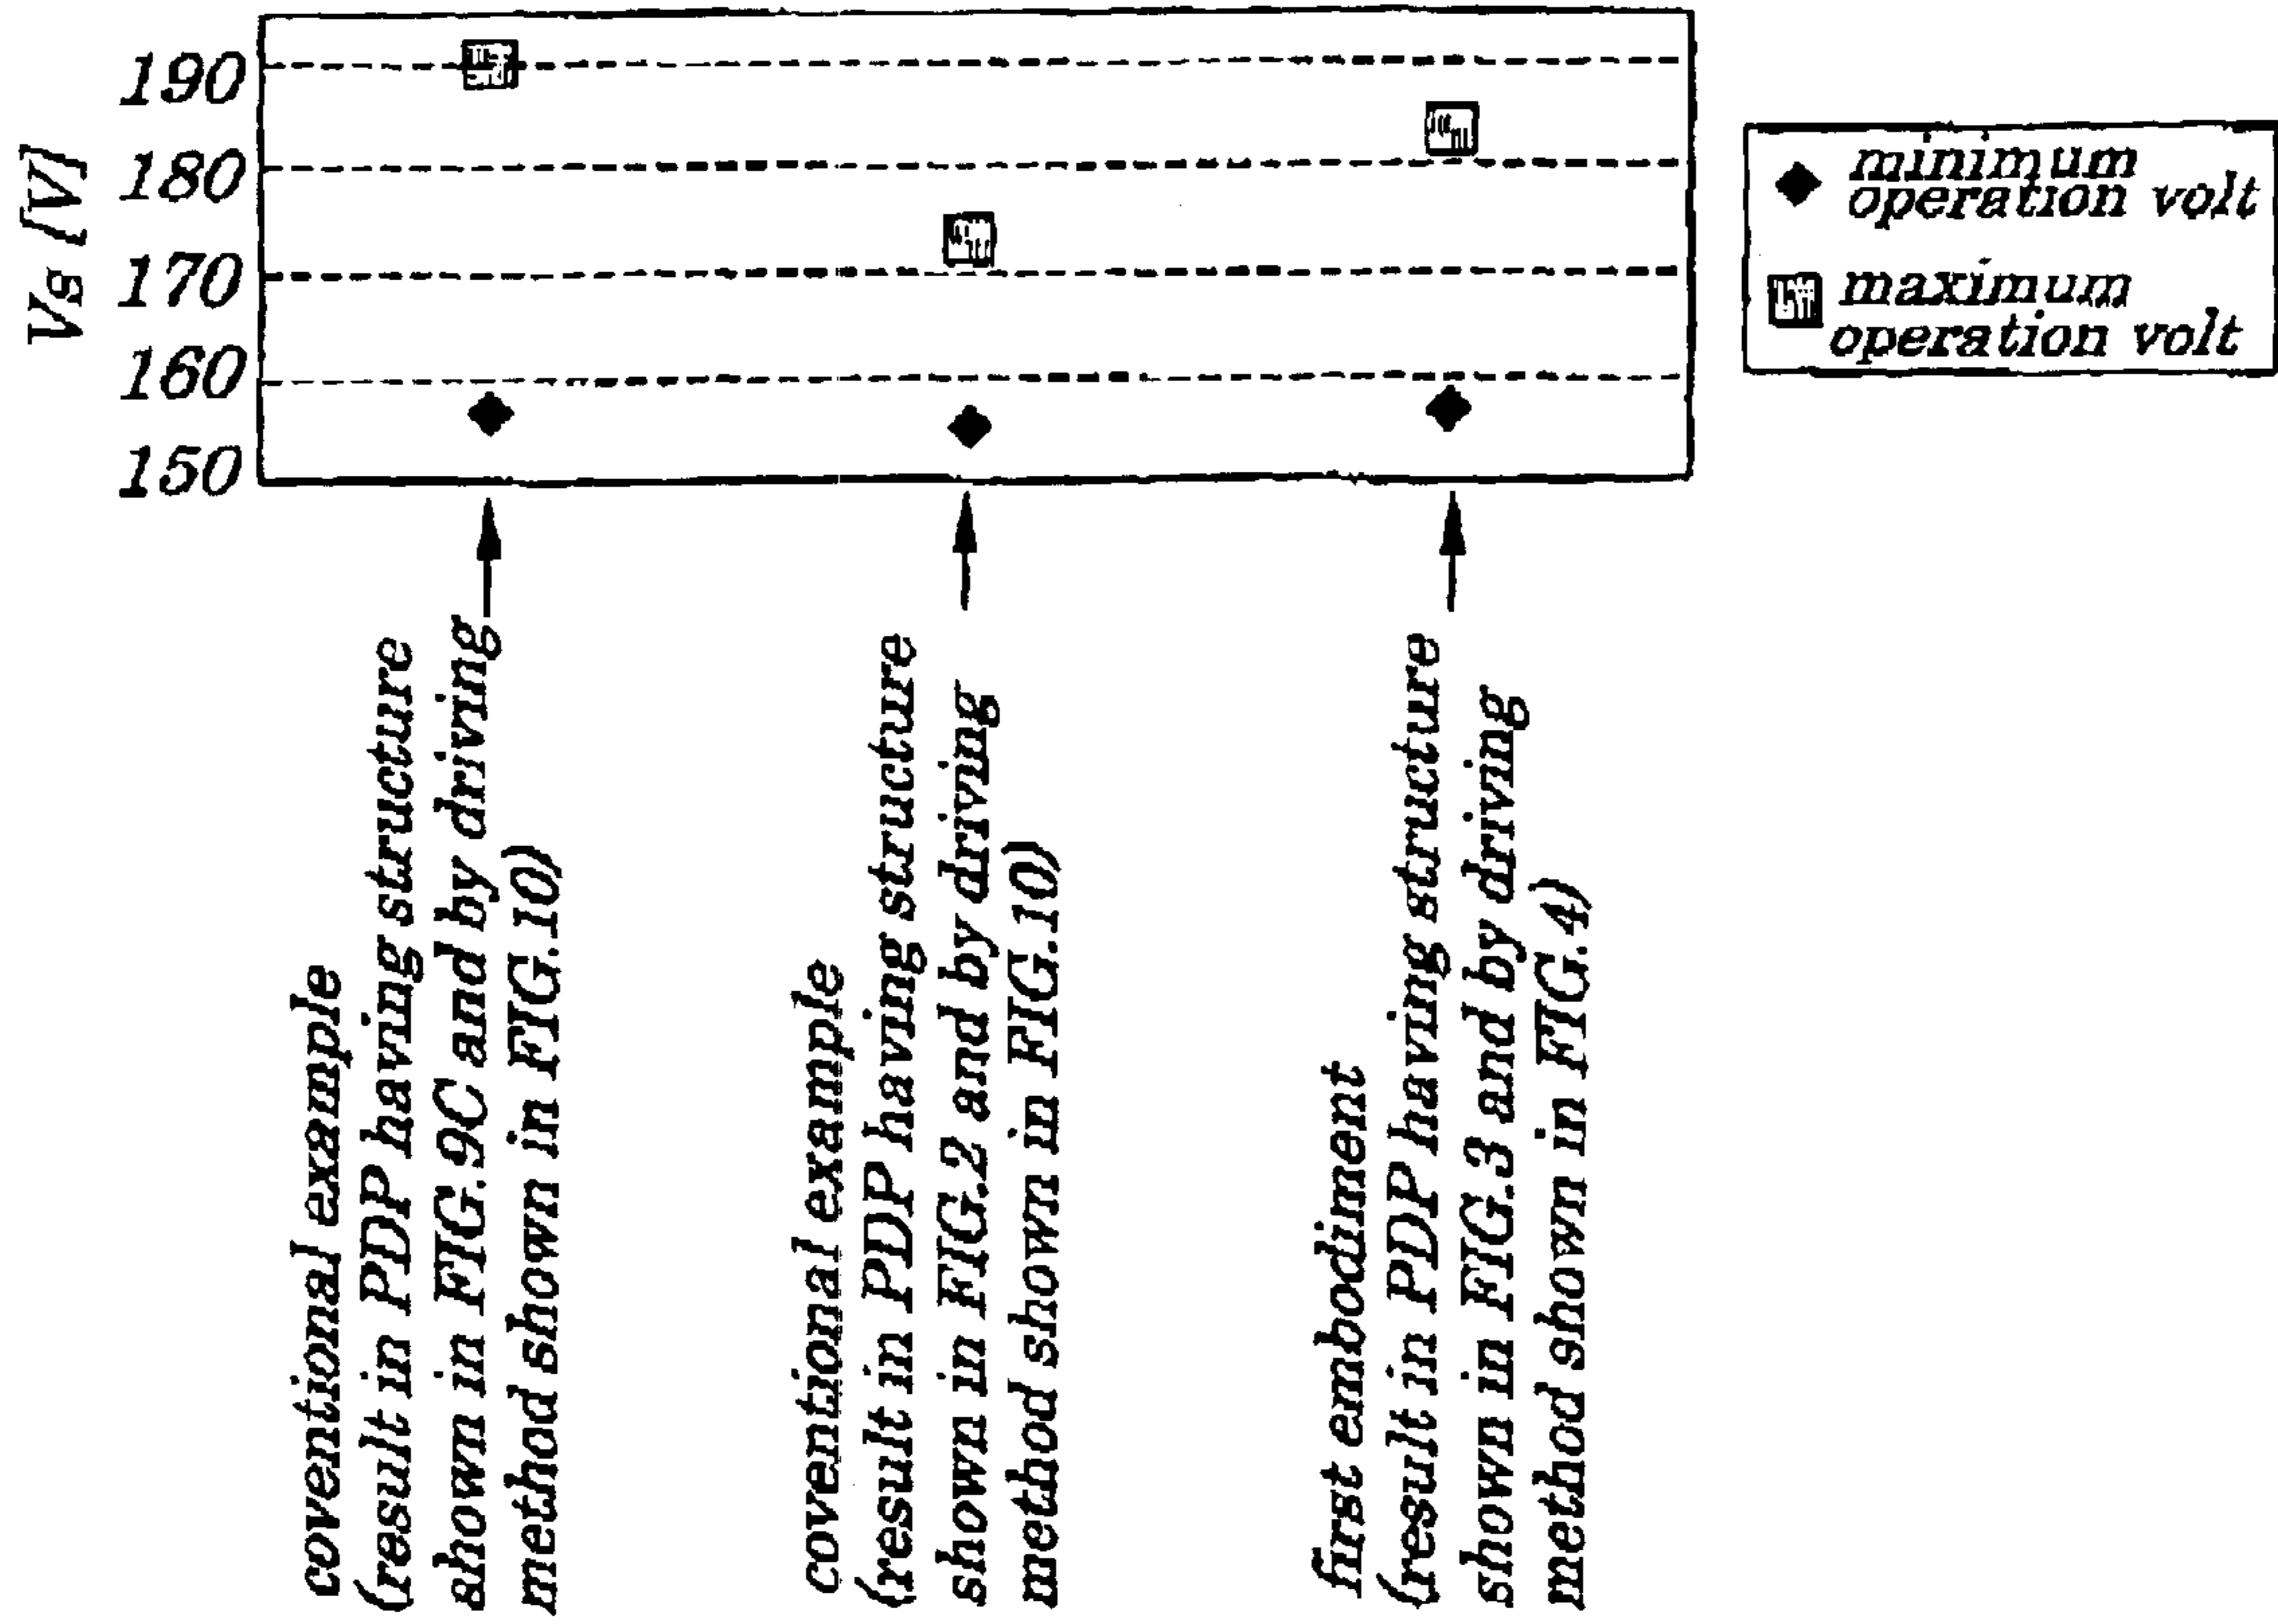 190
180
170
160
150
Vs [V]
minimum
operation volt
maximum
operation volt
coventional example
(result in PDP having structure
shown in FIG.9C and by driving
method shown in FIG.10)
coventional example
(result in PDP having structure
shown in FIG.2 and by driving
method shown in FIG.10)
first embodiment
(result in PDP having structure
shown in FIG.3 and by driving
method shown in FIG.4)